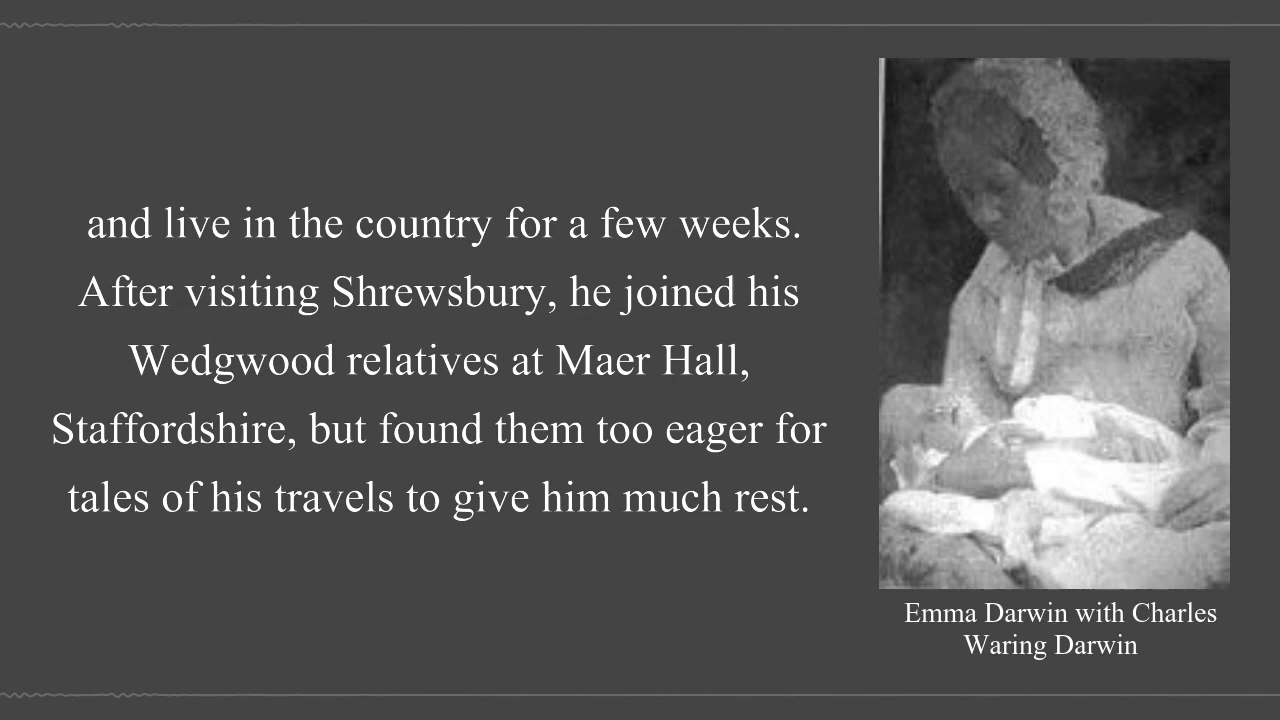 and live in the country for a few weeks.
After visiting Shrewsbury, he joined his
Wedgwood relatives at Maer Hall,
Staffordshire, but found them too eager for
tales of his travels to give him much rest.
Emma Darwin with Charles
Waring Darwin